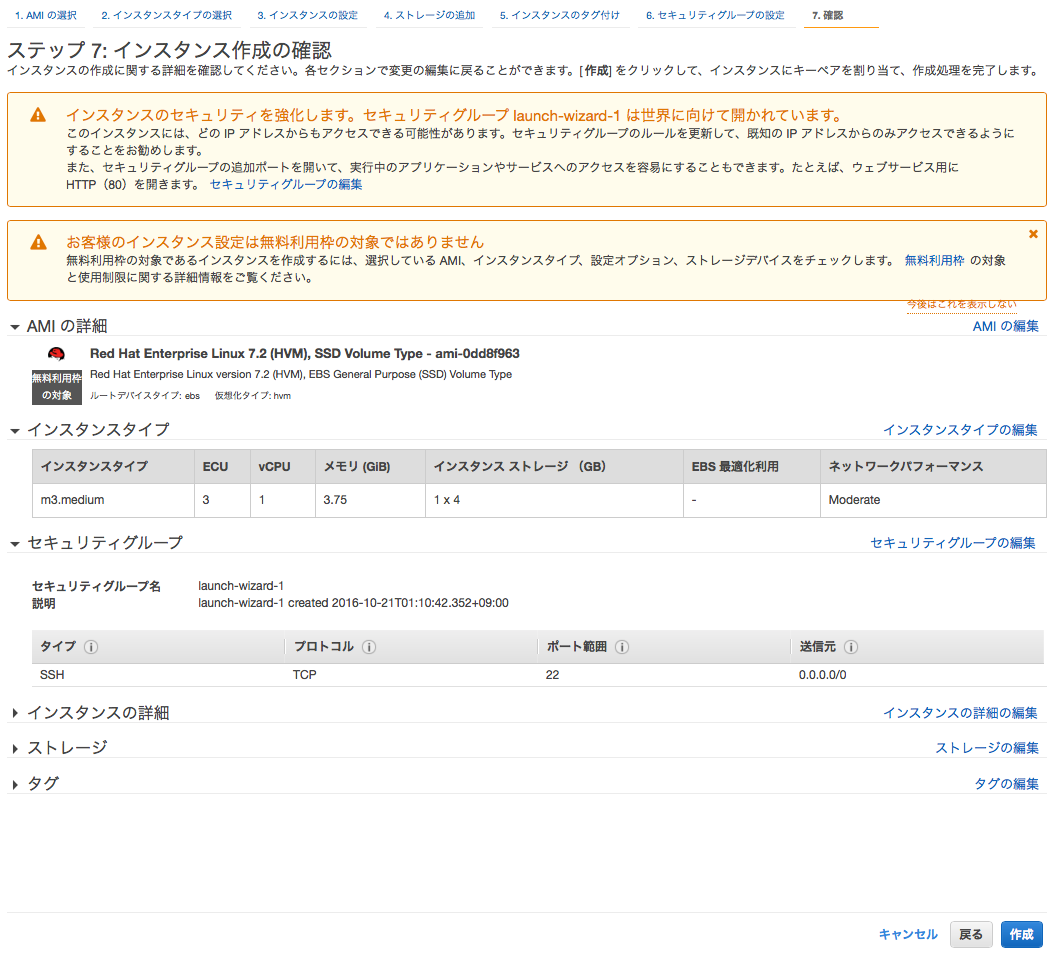 1. AMI の選択 2. インスタンスタイプの選択 3. インスタンスの設定 4. ストレージの追加 5. インスタンスのタグ付け 6. セキュリティグループの設定 7. 確認
ステップ 7: インスタンス作成の確認
インスタンスの作成に関する詳細を確認してください。各セクションで変更の編集に戻ることができます。[作成] をクリックして、インスタンスにキーペアを割り当て、作成処理を完了します。
インスタンスのセキュリティを強化します。セキュリティグループ launch-wizard-1 は世界に向けて開かれています。
このインスタンスには、どの IP アドレスからもアクセスできる可能性があります。セキュリティグループのルールを更新して、既知の IP アドレスからのみアクセスできるように
することをお勧めします。
また、セキュリティグループの追加ポートを開いて、実行中のアプリケーションやサービスへのアクセスを容易にすることもできます。たとえば、ウェブサービス用に
HTTP（80）を開きます。 セキュリティグループの編集
お客様のインスタンス設定は無料利用枠の対象ではありません
無料利用枠の対象であるインスタンスを作成するには、選択している AMI、インスタンスタイプ、設定オプション、ストレージデバイスをチェックします。 無料利用枠 の対象
と使用制限に関する詳細情報をご覧ください。
今後はこれを表示しない
AMI の詳細 AMI の編集
Red Hat Enterprise Linux 7.2 (HVM), SSD Volume Type - ami-0dd8f963
無料利用枠
の対象
Red Hat Enterprise Linux version 7.2 (HVM), EBS General Purpose (SSD) Volume Type
ルートデバイスタイプ: ebs 仮想化タイプ: hvm
インスタンスタイプ インスタンスタイプの編集
インスタンスタイプ ECU vCPU メモリ (GiB) インスタンス ストレージ （GB） EBS 最適化利用 ネットワークパフォーマンス
m3.medium 3 1 3.75 1 x 4 - Moderate
セキュリティグループ セキュリティグループの編集
セキュリティグループ名 launch-wizard-1
説明 launch-wizard-1 created 2016-10-21T01:10:42.352+09:00
タイプ プロトコル ポート範囲 送信元
SSH TCP 22 0.0.0.0/0
インスタンスの詳細 インスタンスの詳細の編集
ストレージ ストレージの編集
タグ タグの編集
キャンセル 戻る 作成